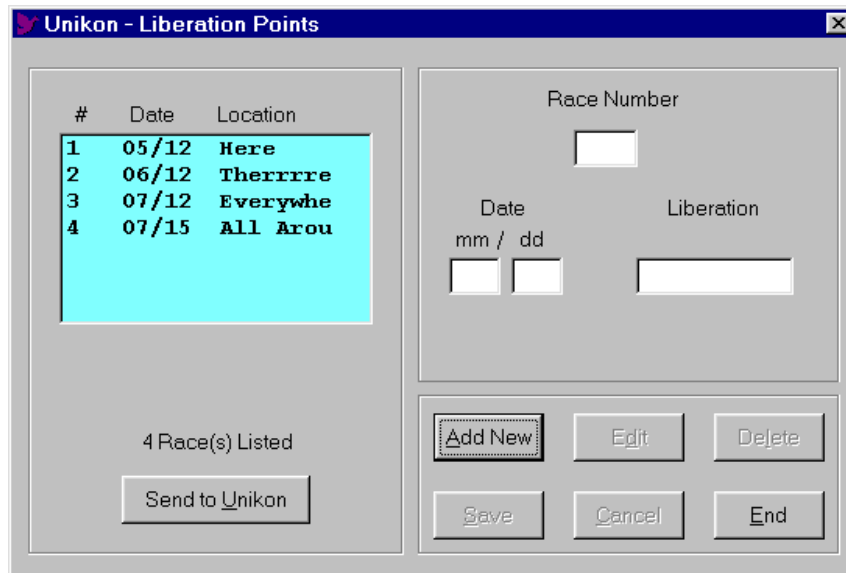 Unikon - Liberation Points
# Date Location
1 05/12 Here
2 06/12 Therrrre
3 07/12 Everywhe
4 07/15 All Arou
4 Race(s) Listed
Send to Unikon
Race Number
Date Liberation
mm / dd
Add New Edit Delete
Save Cancel End